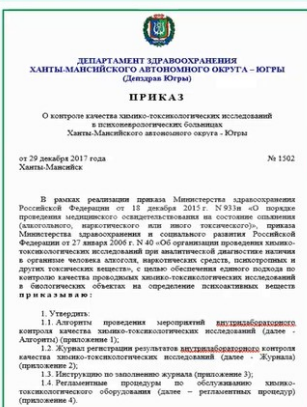 ДЕПАРТАМЕНТ ЗДРАВООХРАНЕНИЯ
ХАНТЫ-МАНСИЙСКОГО АВТОНОМНОГО ОКРУГА – ЮГРЫ
(Депздрав Югры)
ПРИКАЗ
О контроле качества химико-токсикологических исследований
в психоневрологических больницах
Ханты-Мансийского автономного округа - Югры
от 29 декабря 2017 года № 1502
Ханты-Мансийск
В рамках реализации приказа Министерства здравоохранения
Российской Федерации от 18 декабря 2015 г. N 933н «О порядке
проведения медицинского освидетельствования на состояние опьянения
(алкогольного, наркотического или иного токсического)», приказа
Министерства здравоохранения и социального развития Российской
Федерации от 27 января 2006 г. N 40 «Об организации проведения химико-
токсикологических исследований при аналитической диагностике наличия
в организме человека алкоголя, наркотических средств, психотропных и
других токсических веществ», с целью обеспечения единого подхода по
контролю качества проводимых химико-токсикологических исследований
в биологических объектах на определение психоактивных веществ
приказываю:
1.1. Утвердить:
1.1. Алгоритм проведения мероприятий внутрилабораторного
контроля качества химико-токсикологических исследований (далее -
Алгоритм) (приложение 1);
1.2. Журнал регистрации результатов внутрилабораторного контроля
качества химико-токсикологических исследований (далее - Журнала)
(приложение 2);
1.3. Инструкцию по заполнению журнала (приложение 3);
1.4. Регламентные процедуры по обслуживанию химико-
токсикологического оборудования (далее – регламентных процедур)
(приложение 4).